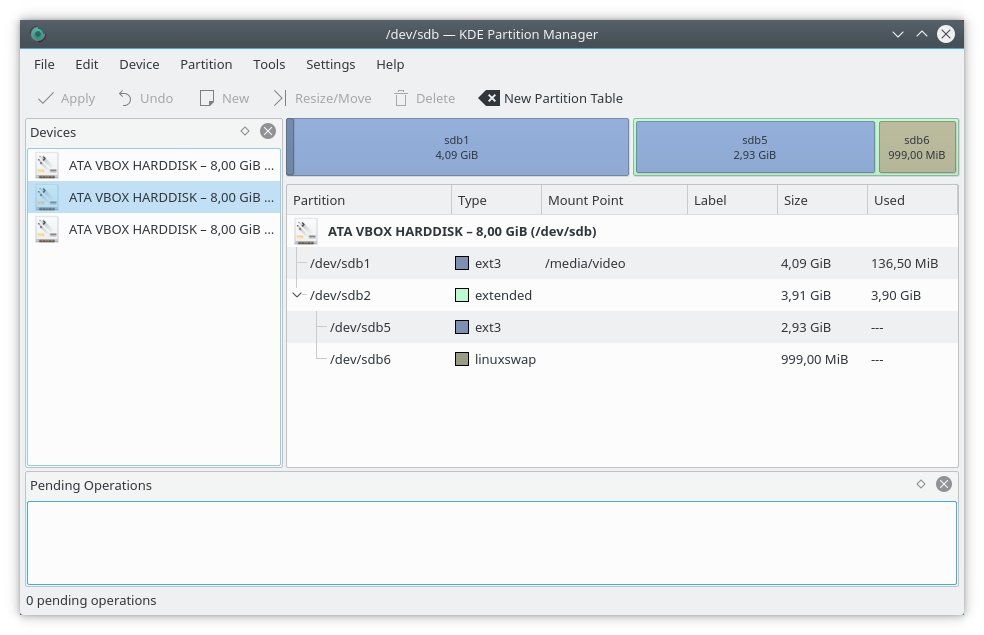 /dev/sdb — KDE Partition Manager
File Edit Device Partition Tools Settings Help
Apply Undo New Resize/Move Delete New Partition Table
Devices
ATA VBOX HARDDISK – 8,00 GiB ...
ATA VBOX HARDDISK – 8,00 GiB ...
ATA VBOX HARDDISK – 8,00 GiB ...
sdb1
4,09 GiB
sdb5
2,93 GiB
sdb6
999,00 MiB
Partition Type Mount Point Label Size Used
ATA VBOX HARDDISK – 8,00 GiB (/dev/sdb)
/dev/sdb1 ext3 /media/video 4,09 GiB 136,50 MiB
/dev/sdb2 extended 3,91 GiB 3,90 GiB
/dev/sdb5 ext3 2,93 GiB ---
/dev/sdb6 linuxswap 999,00 MiB ---
Pending Operations
0 pending operations